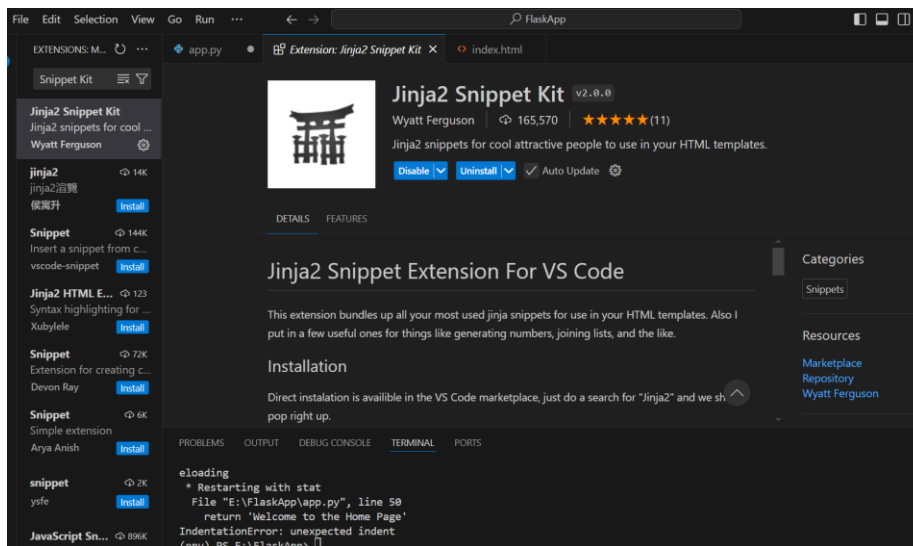 File Edit Selection View Go Run ··· ← → FlaskApp
EXTENSIONS: M... ···
app.py ● Extension: Jinja2 Snippet Kit × index.html
Snippet Kit
Jinja2 Snippet Kit
Jinja2 snippets for cool ...
Wyatt Ferguson
jinja2 14K
侯寓升 Install
Snippet 144K
Insert a snippet from c...
vscode-snippet Install
Jinja2 HTML E... 123
Syntax highlighting for ...
Xubylele Install
Snippet 72K
Extension for creating c...
Devon Ray Install
Snippet 6K
Simple extension
Arya Anish Install
snippet 2K
ysfe Install
JavaScript Sn... 896K
Jinja2 Snippet Kit v2.0.0
Wyatt Ferguson 165,570 ★★★★★(11)
Jinja2 snippets for cool attractive people to use in your HTML templates.
Disable Uninstall Auto Update
DETAILS FEATURES
Jinja2 Snippet Extension For VS Code
This extension bundles up all your most used jinja snippets for use in your HTML templates. Also I
put in a few useful ones for things like generating numbers, joining lists, and the like.
Installation
Direct instalation is availible in the VS Code marketplace, just do a search for "Jinja2" and we sh
pop right up.
Categories
Snippets
Resources
Marketplace
Repository
Wyatt Ferguson
PROBLEMS OUTPUT DEBUG CONSOLE TERMINAL PORTS
eloading
* Restarting with stat
File "E:\FlaskApp\app.py", line 50
return 'Welcome to the Home Page'
IndentationError: unexpected indent
(env) PS E:\FlaskApp>